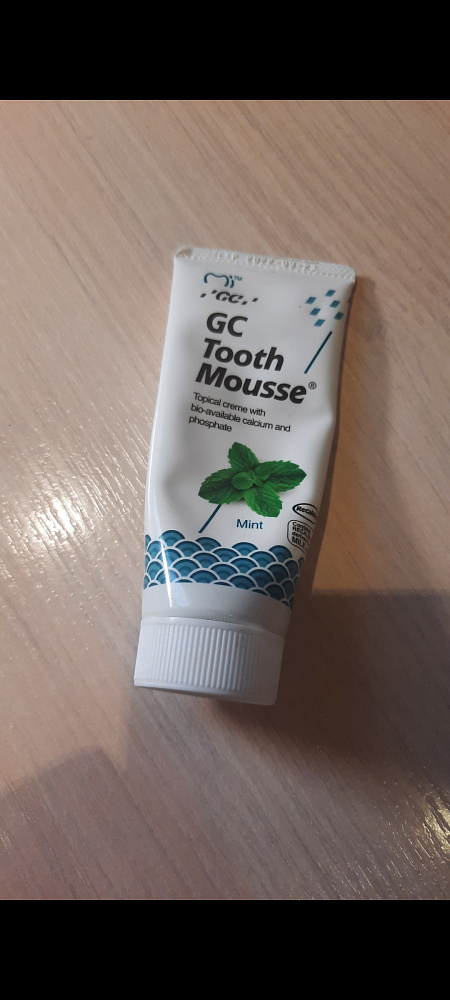 GC
GC
Tooth
Mousse®
Topical creme with
bio-available calcium and
phosphate
Mint